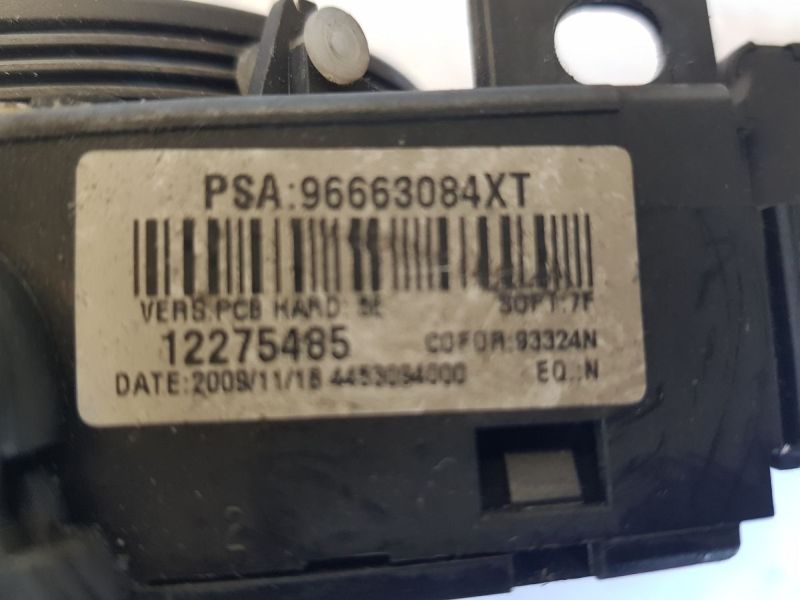 PSA:96663084XT
VERS.PCB HARD: 5E SOFT:7F
12275485 COFOR:93324N
DATE:2009/11/18 4453094000 EQ.:N